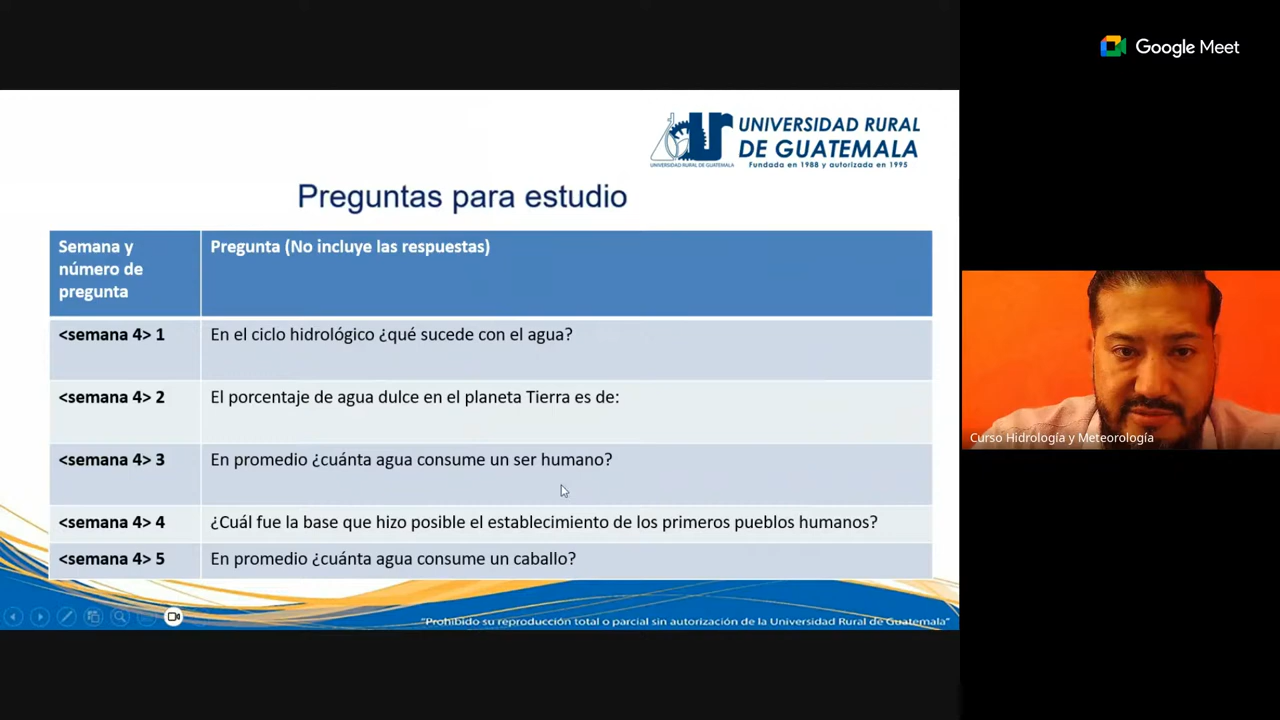 Google Meet
UNIVERSIDAD RURAL
DE GUATEMALA
Fundada en 1988 y autorizada en 1995
UNIVERSIDAD RURAL DE GUATEMALA
Preguntas para estudio
Semana y
número de
pregunta
Pregunta (No incluye las respuestas)
<semana 4> 1
En el ciclo hidrológico ¿qué sucede con el agua?
<semana 4> 2
El porcentaje de agua dulce en el planeta Tierra es de:
<semana 4> 3
En promedio ¿cuánta agua consume un ser humano?
<semana 4> 4
¿Cuál fue la base que hizo posible el establecimiento de los primeros pueblos humanos?
<semana 4> 5
En promedio ¿cuánta agua consume un caballo?
"Prohibido su reproducción total o parcial sin autorización de la Universidad Rural de Guatemala"
Curso Hidrología y Meteorología